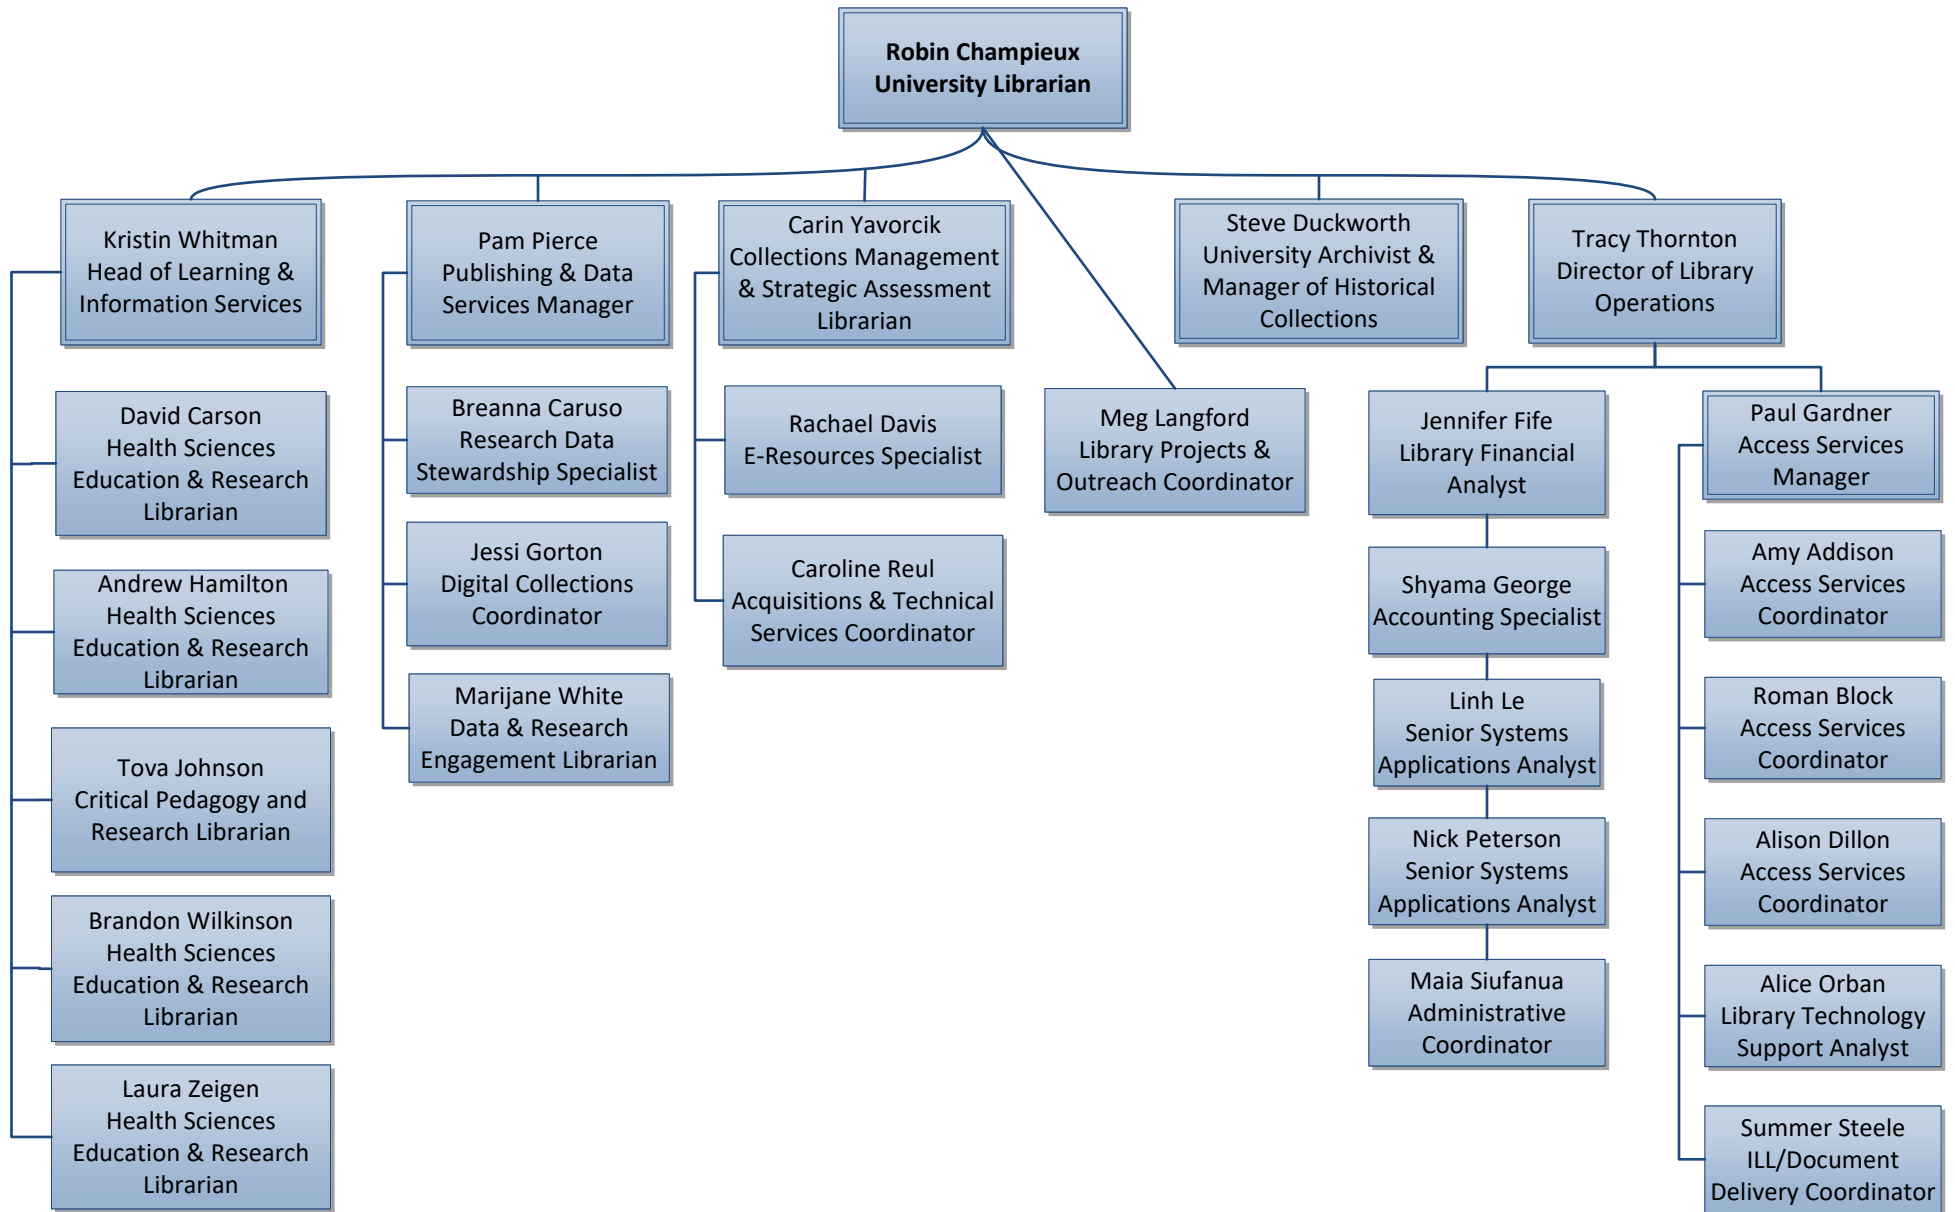 Robin Champieux
University Librarian
Kristin Whitman
Head of Learning &
Information Services
Pam Pierce
Publishing & Data
Services Manager
Carin Yavorcik
Collections Management
& Strategic Assessment
Librarian
Steve Duckworth
University Archivist &
Manager of Historical
Collections
Tracy Thornton
Director of Library
Operations
David Carson
Health Sciences
Education & Research
Librarian
Andrew Hamilton
Health Sciences
Education & Research
Librarian
Tova Johnson
Critical Pedagogy and
Research Librarian
Brandon Wilkinson
Health Sciences
Education & Research
Librarian
Laura Zeigen
Health Sciences
Education & Research
Librarian
Breanna Caruso
Research Data
Stewardship Specialist
Jessi Gorton
Digital Collections
Coordinator
Marijane White
Data & Research
Engagement Librarian
Rachael Davis
E-Resources Specialist
Caroline Reul
Acquisitions & Technical
Services Coordinator
Meg Langford
Library Projects &
Outreach Coordinator
Jennifer Fife
Library Financial
Analyst
Shyama George
Accounting Specialist
Linh Le
Senior Systems
Applications Analyst
Nick Peterson
Senior Systems
Applications Analyst
Maia Siufanua
Administrative
Coordinator
Paul Gardner
Access Services
Manager
Amy Addison
Access Services
Coordinator
Roman Block
Access Services
Coordinator
Alison Dillon
Access Services
Coordinator
Alice Orban
Library Technology
Support Analyst
Summer Steele
ILL/Document
Delivery Coordinator